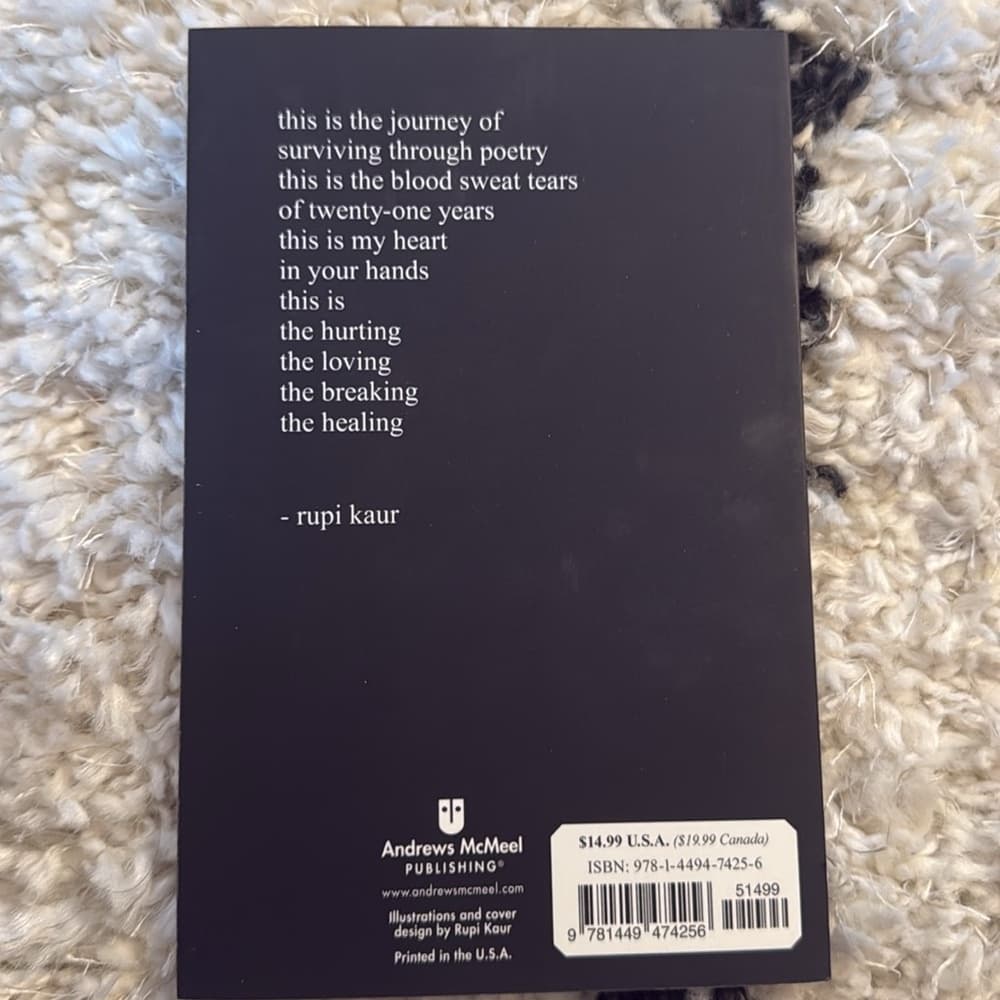 this is the journey of
surviving through poetry
this is the blood sweat tears
of twenty-one years
this is my heart
in your hands
this is
the hurting
the loving
the breaking
the healing
- rupi kaur
Andrews McMeel
PUBLISHING®
www.andrewsmcmeel.com
Illustrations and cover
design by Rupi Kaur
Printed in the U.S.A.
$14.99 U.S.A. ($19.99 Canada)
ISBN: 978-1-4494-7425-6
51499
9 781449 474256